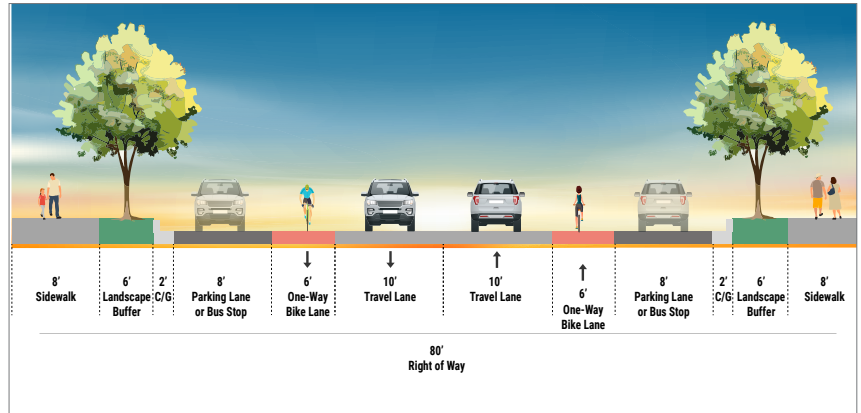 8’
Sidewalk
6’
Landscape
Buffer
2’
C/G
8’
Parking Lane
or Bus Stop
6’
One-Way
Bike Lane
10’
Travel Lane
10’
Travel Lane
6’
One-Way
Bike Lane
8’
Parking Lane
or Bus Stop
2’
C/G
6’
Landscape
Buffer
8’
Sidewalk
80’
Right of Way